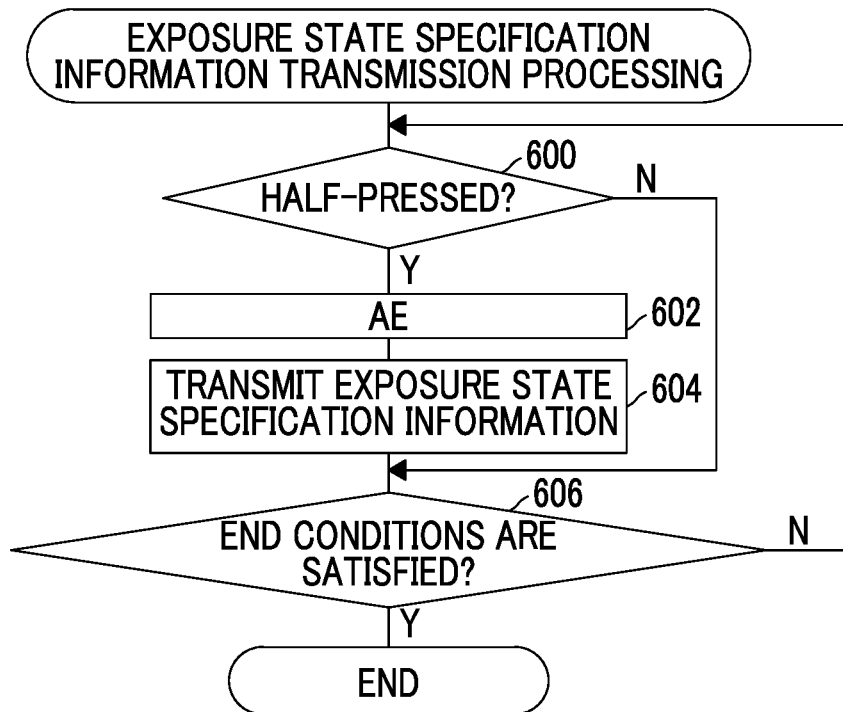 EXPOSURE STATE SPECIFICATION
INFORMATION TRANSMISSION PROCESSING
600
HALF-PRESSED?
N
Y
AE
602
TRANSMIT EXPOSURE STATE
SPECIFICATION INFORMATION
604
606
END CONDITIONS ARE
SATISFIED?
N
Y
END